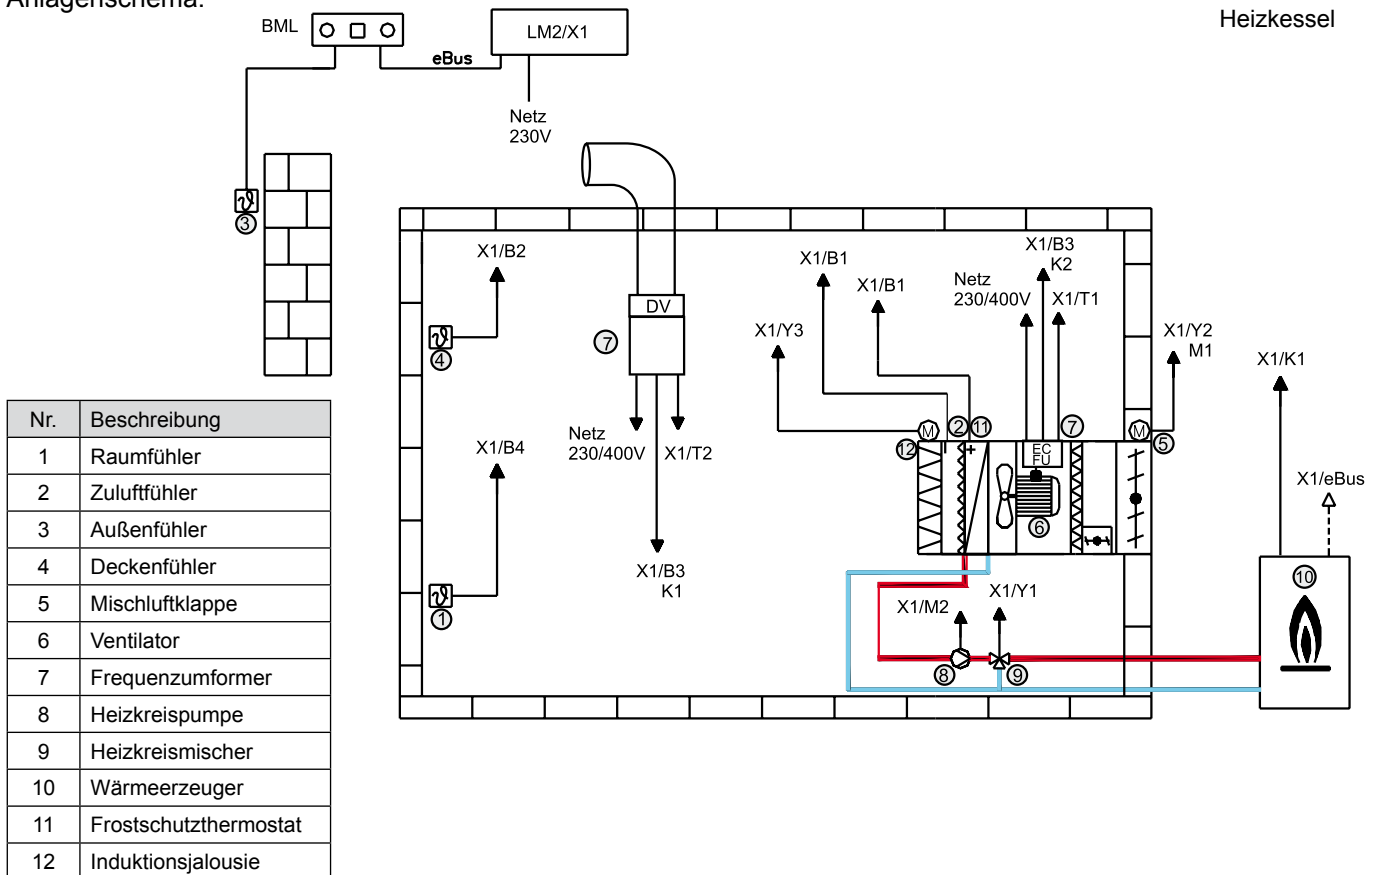 Anlagenschema:
Heizkessel
BML
LM2/X1
eBus
Netz
230V
3
X1/B2
4
X1/B4
1
DV
7
Netz
230/400V
X1/T2
X1/B3
K1
X1/Y3
X1/B1
X1/B1
Netz
230/400V
X1/B3
K2
X1/T1
X1/Y2
M1
M
12
2
11
7
M
5
EC
FU
6
X1/M2
X1/Y1
8
9
X1/K1
X1/eBus
10
Nr. Beschreibung
1 Raumfühler
2 Zuluftfühler
3 Außenfühler
4 Deckenfühler
5 Mischluftklappe
6 Ventilator
7 Frequenzumformer
8 Heizkreispumpe
9 Heizkreismischer
10 Wärmeerzeuger
11 Frostschutzthermostat
12 Induktionsjalousie